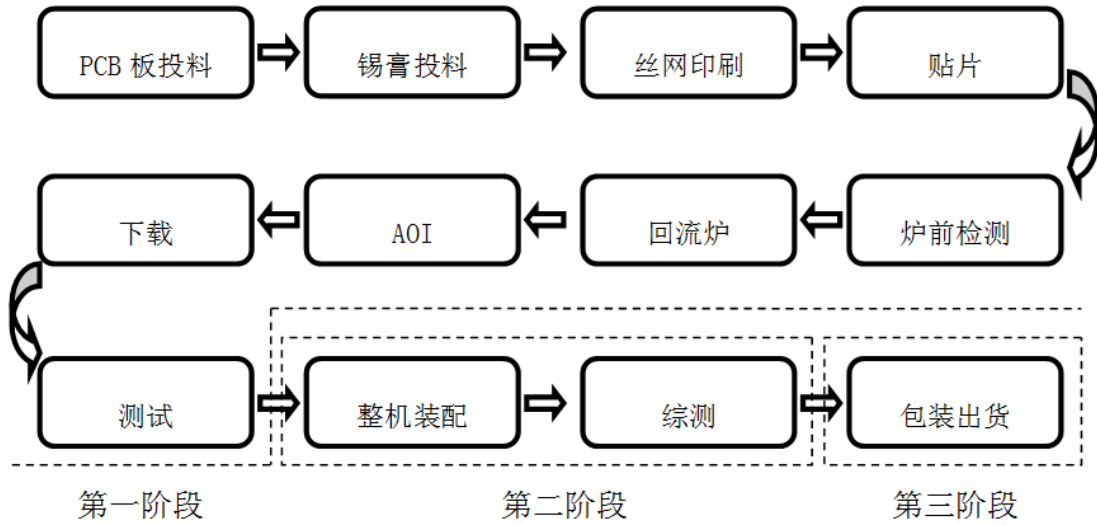 PCB 板投料
锡膏投料
丝网印刷
贴片
下载
AOI
回流炉
炉前检测
测试
整机装配
综测
包装出货
第一阶段
第二阶段
第三阶段